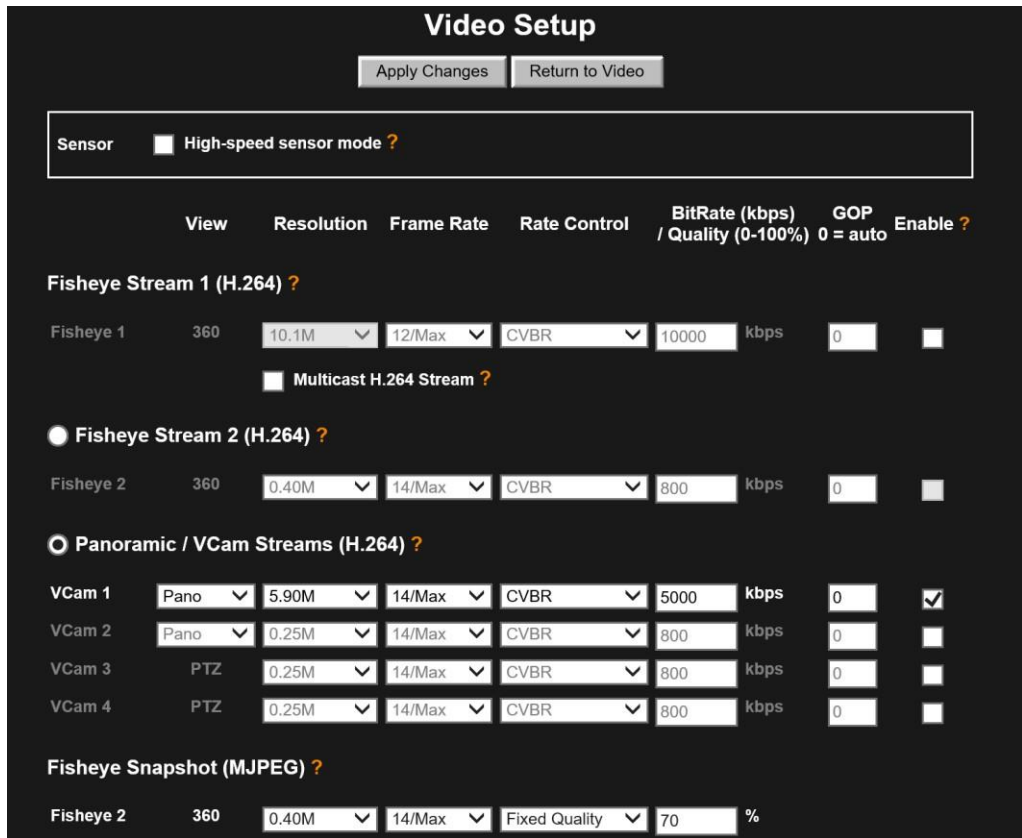 Video Setup
Apply Changes Return to Video
Sensor High-speed sensor mode ?
View Resolution Frame Rate Rate Control BitRate (kbps) / Quality (0-100%) GOP 0 = auto Enable ?
Fisheye Stream 1 (H.264) ?
Fisheye 1 360 10.1M 12/Max CVBR 10000 kbps 0
Multicast H.264 Stream ?
Fisheye Stream 2 (H.264) ?
Fisheye 2 360 0.40M 14/Max CVBR 800 kbps 0
Panoramic / VCam Streams (H.264) ?
VCam 1 Pano 5.90M 14/Max CVBR 5000 kbps 0
VCam 2 Pano 0.25M 14/Max CVBR 800 kbps 0
VCam 3 PTZ 0.25M 14/Max CVBR 800 kbps 0
VCam 4 PTZ 0.25M 14/Max CVBR 800 kbps 0
Fisheye Snapshot (MJPEG) ?
Fisheye 2 360 0.40M 14/Max Fixed Quality 70 %